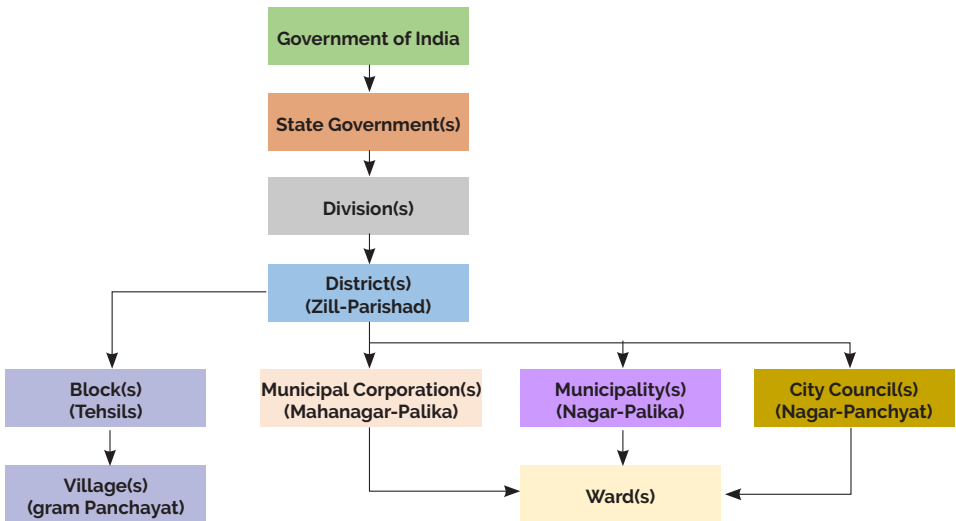 Government of India
State Government(s)
Division(s)
District(s)
(Zill-Parishad)
Block(s)
(Tehsils)
Municipal Corporation(s)
(Mahanagar-Palika)
Municipality(s)
(Nagar-Palika)
City Council(s)
(Nagar-Panchyat)
Village(s)
(gram Panchayat)
Ward(s)